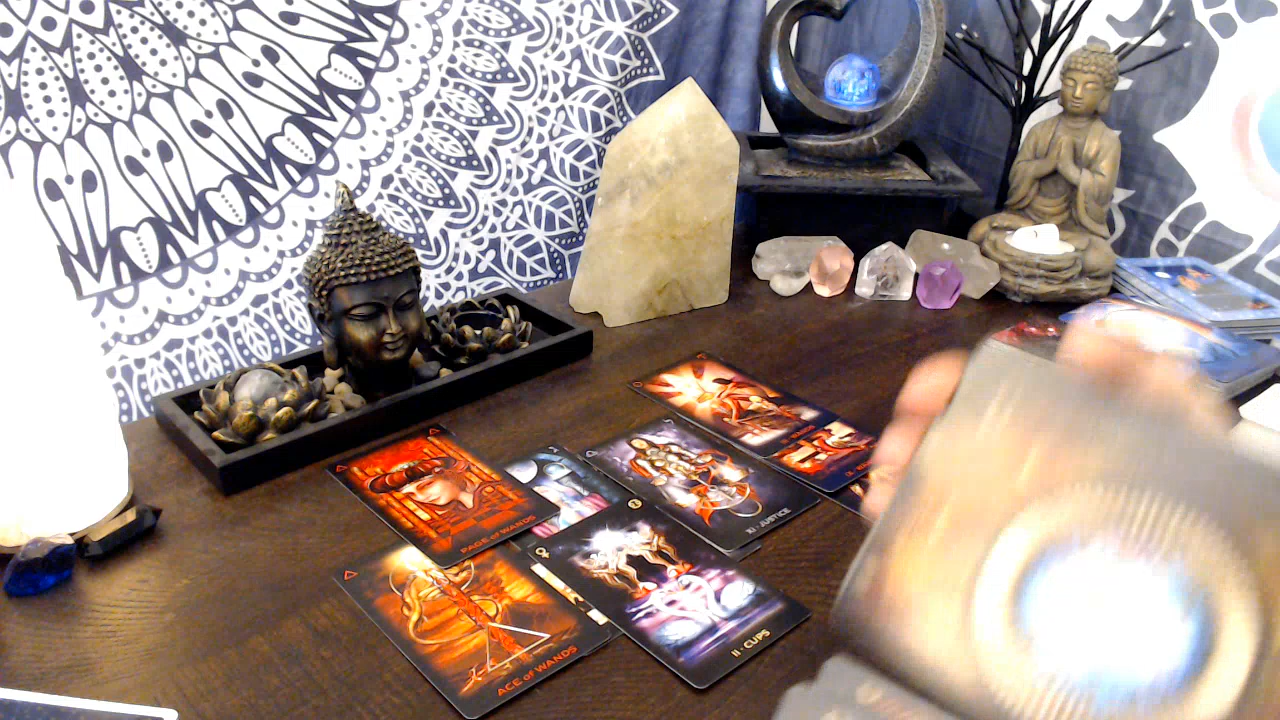 PAGE of WANDS
XI · JUSTICE
ACE of WANDS
II · CUPS